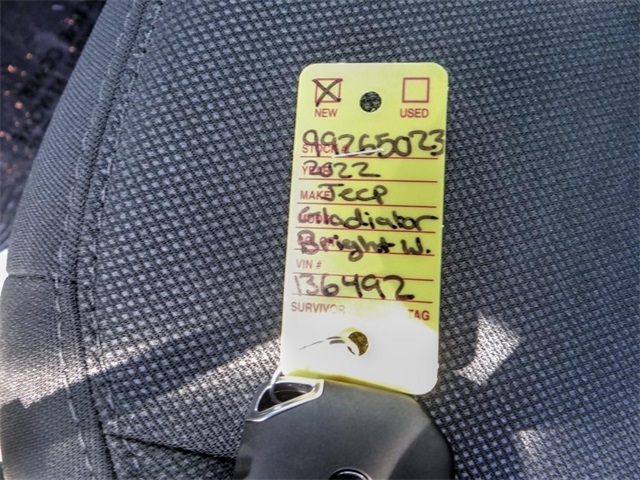 NEW USED
STOCK # 99265023
YEAR 2022
MAKE Jeep
Gladiator
Bright W.
VIN #
136492
SURVIVOR TAG